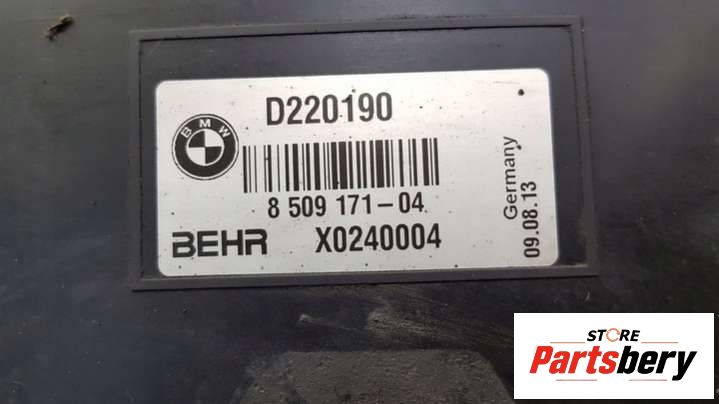 D220190
BMW
8 509 171-04
BEHR X0240004
Germany
09.08.13
STORE
Partsbery